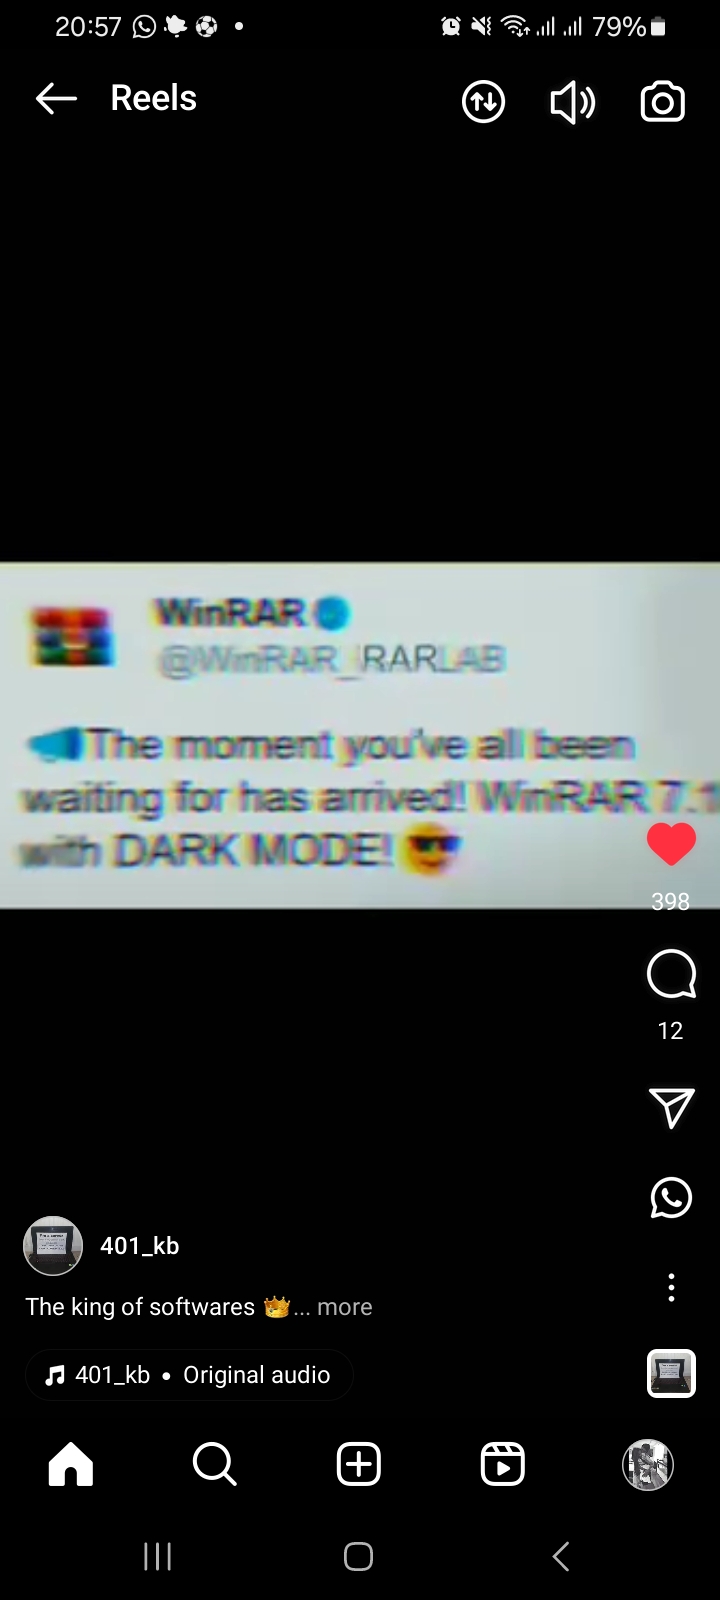 20:57
79%
Reels
WinRAR
@WinRAR_RARLAB
The moment you've all been
waiting for has arrived! WinRAR 7.1
with DARK MODE!
398
12
401_kb
The king of softwares 👑... more
401_kb • Original audio